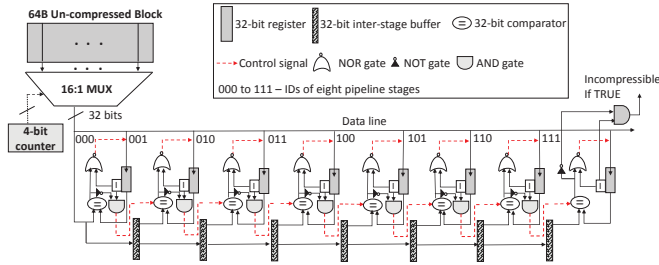 64B Un-compressed Block
. . .
. . .
16:1 MUX
4-bit
counter
32 bits
32-bit register
32-bit inter-stage buffer
= 32-bit comparator
Control signal
NOR gate
NOT gate
AND gate
000 to 111 – IDs of eight pipeline stages
Incompressible
If TRUE
Data line
000 001 010 011 100 101 110 111
= = = = = = = =